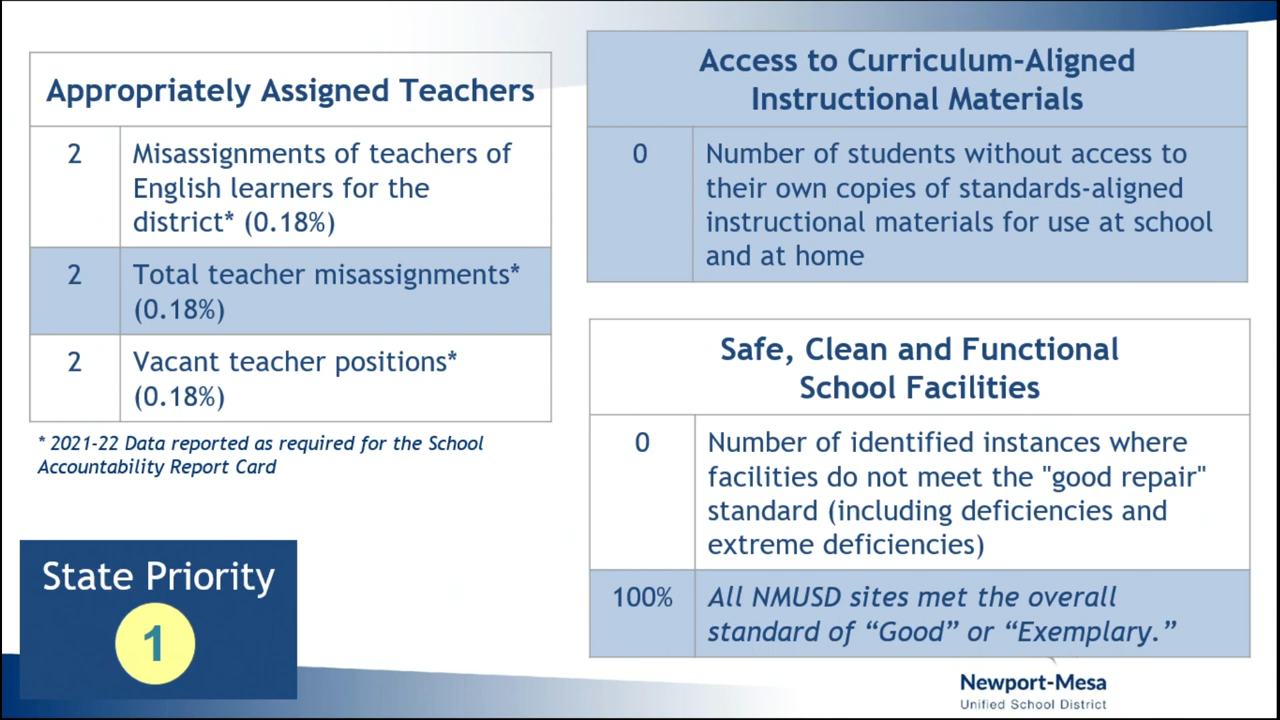 Appropriately Assigned Teachers
2
Misassignments of teachers of
English learners for the
district* (0.18%)
2
Total teacher misassignments*
(0.18%)
2
Vacant teacher positions*
(0.18%)
* 2021-22 Data reported as required for the School
Accountability Report Card
State Priority
1
Access to Curriculum-Aligned
Instructional Materials
0
Number of students without access to
their own copies of standards-aligned
instructional materials for use at school
and at home
Safe, Clean and Functional
School Facilities
0
Number of identified instances where
facilities do not meet the "good repair"
standard (including deficiencies and
extreme deficiencies)
100%
All NMUSD sites met the overall
standard of “Good” or “Exemplary.”
Newport-Mesa
Unified School District